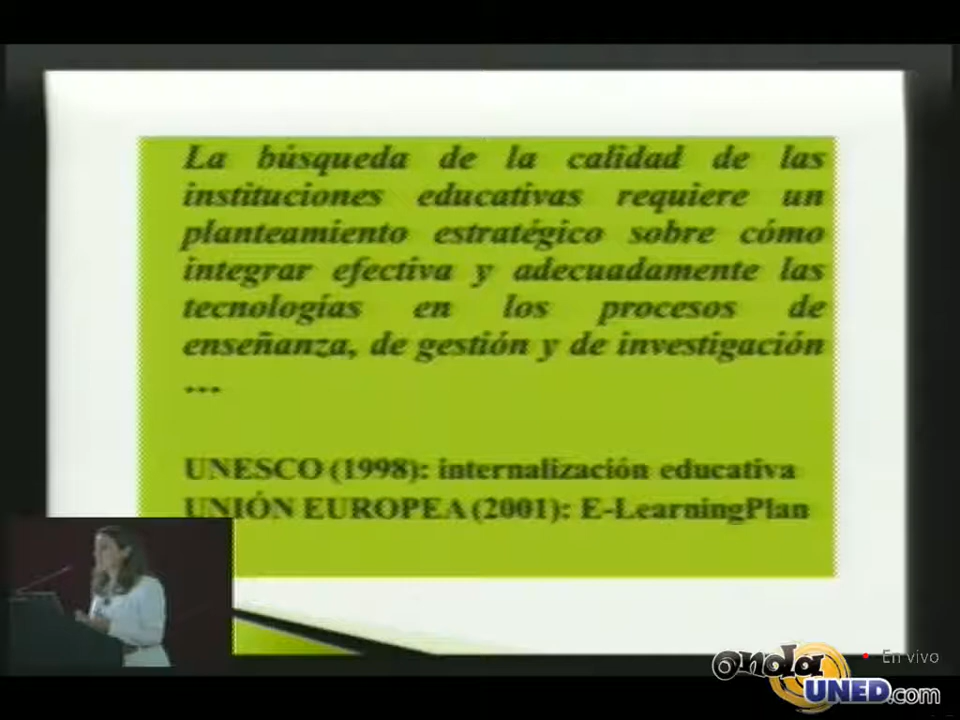 La búsqueda de la calidad de las
instituciones educativas requiere un
planteamiento estratégico sobre cómo
integrar efectiva y adecuadamente las
tecnologías en los procesos de
enseñanza, de gestión y de investigación
...
UNESCO (1998): internalización educativa
UNIÓN EUROPEA (2001): E-LearningPlan
• En vivo
onda
UNED.com